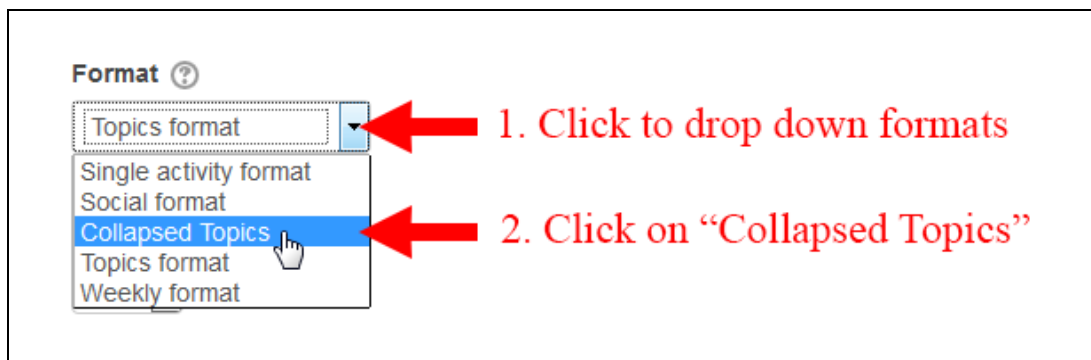 Format
Topics format
1. Click to drop down formats
Single activity format
Social format
Collapsed Topics
2. Click on “Collapsed Topics”
Topics format
Weekly format